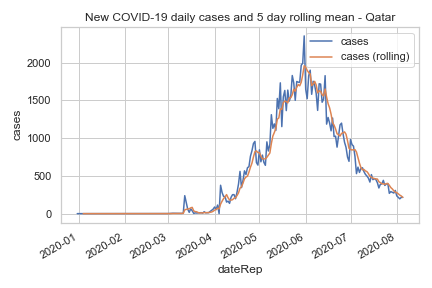 New COVID-19 daily cases and 5 day rolling mean - Qatar
cases
cases (rolling)
2000
1500
1000
500
0
cases
2020-01
2020-02
2020-03
2020-04
2020-05
2020-06
2020-07
2020-08
dateRep